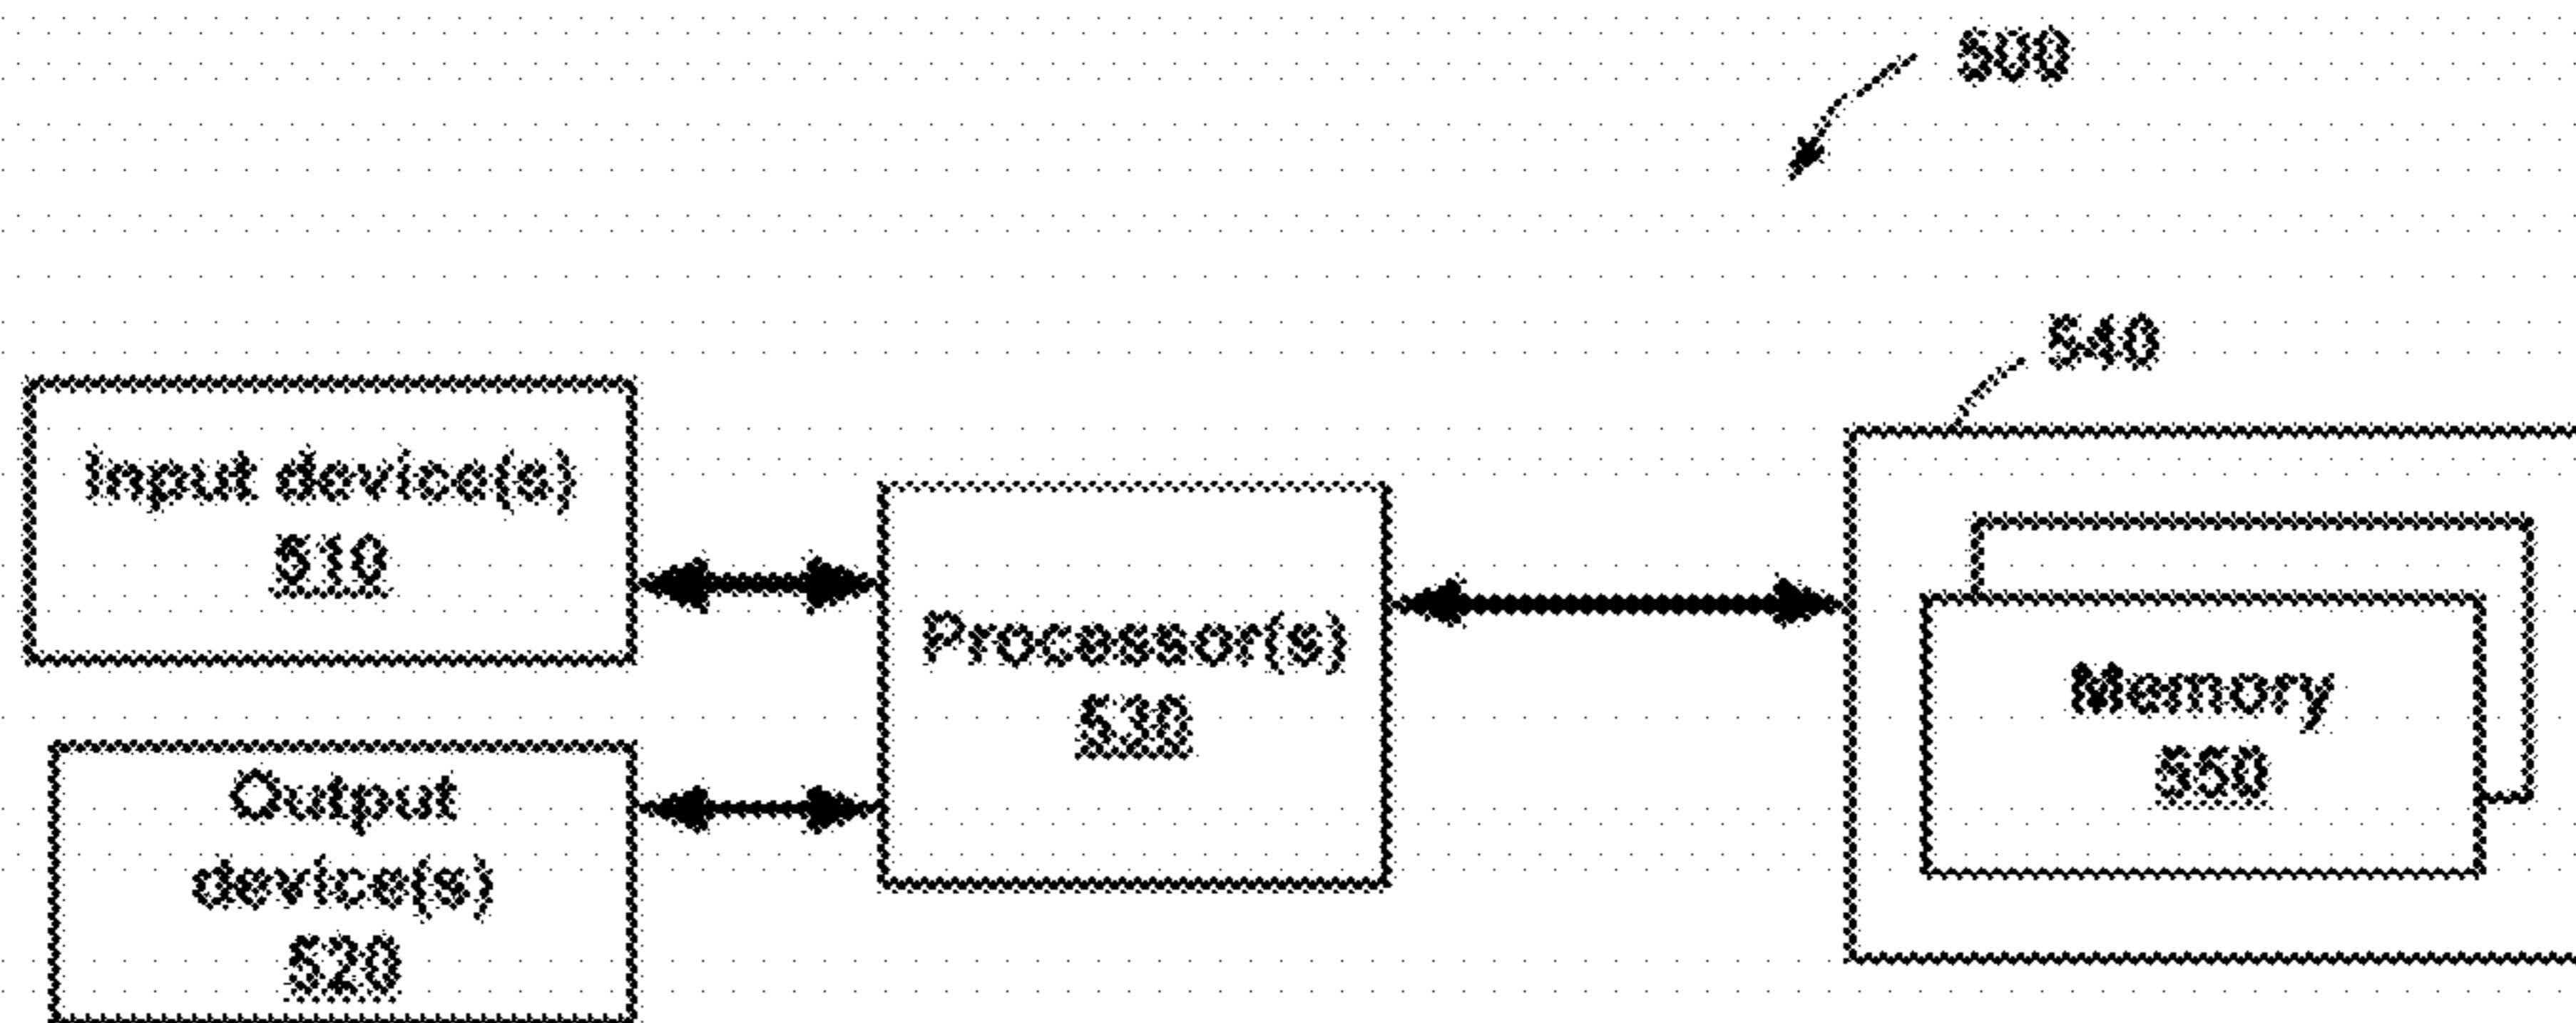 500
540
Input device(s)
510
Processor(s)
530
Memory
550
Output
device(s)
520